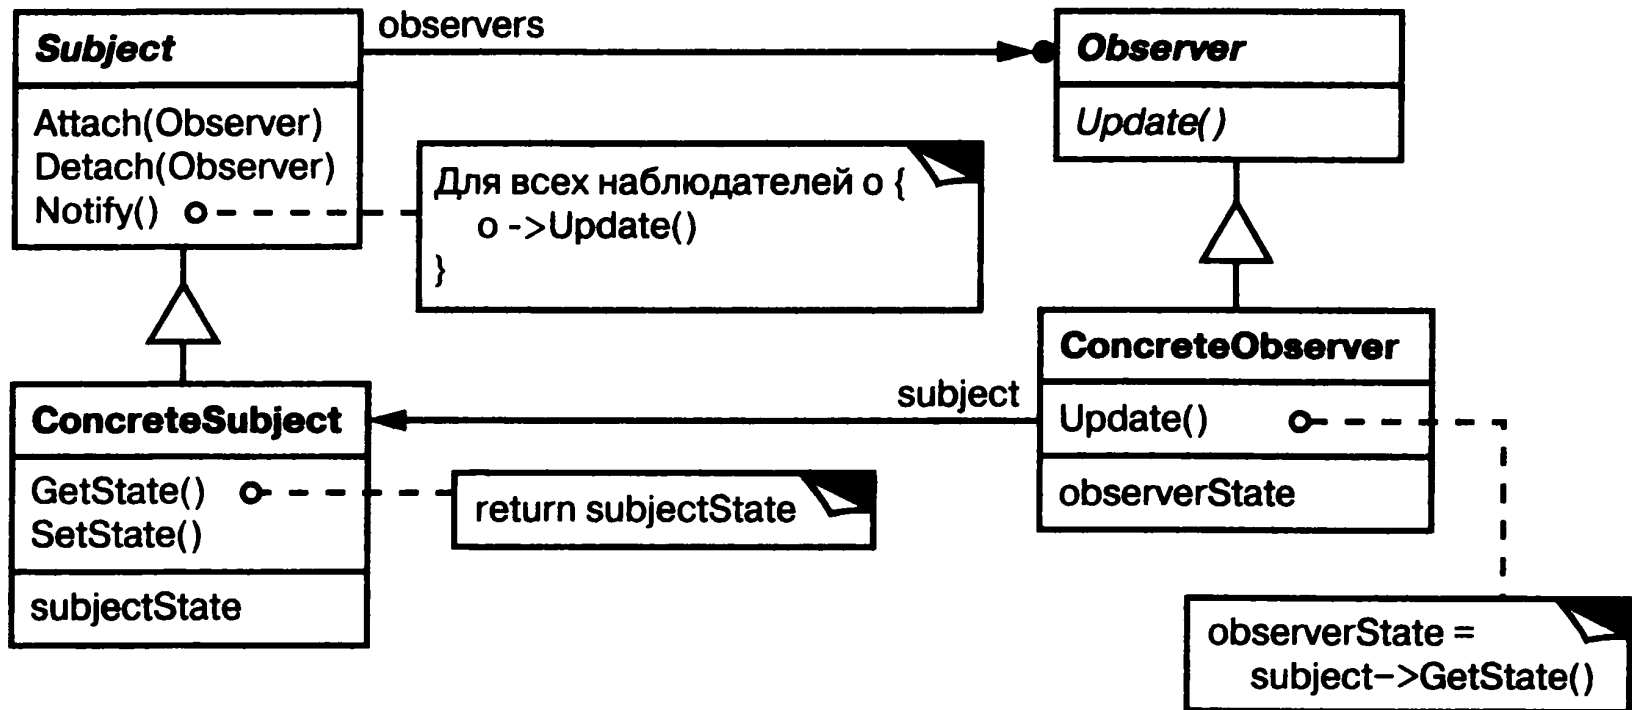 Subject
Attach(Observer)
Detach(Observer)
Notify()
observers
Observer
Update()
Для всех наблюдателей o {
o ->Update()
}
ConcreteSubject
GetState()
SetState()
subjectState
return subjectState
subject
ConcreteObserver
Update()
observerState
observerState =
subject->GetState()